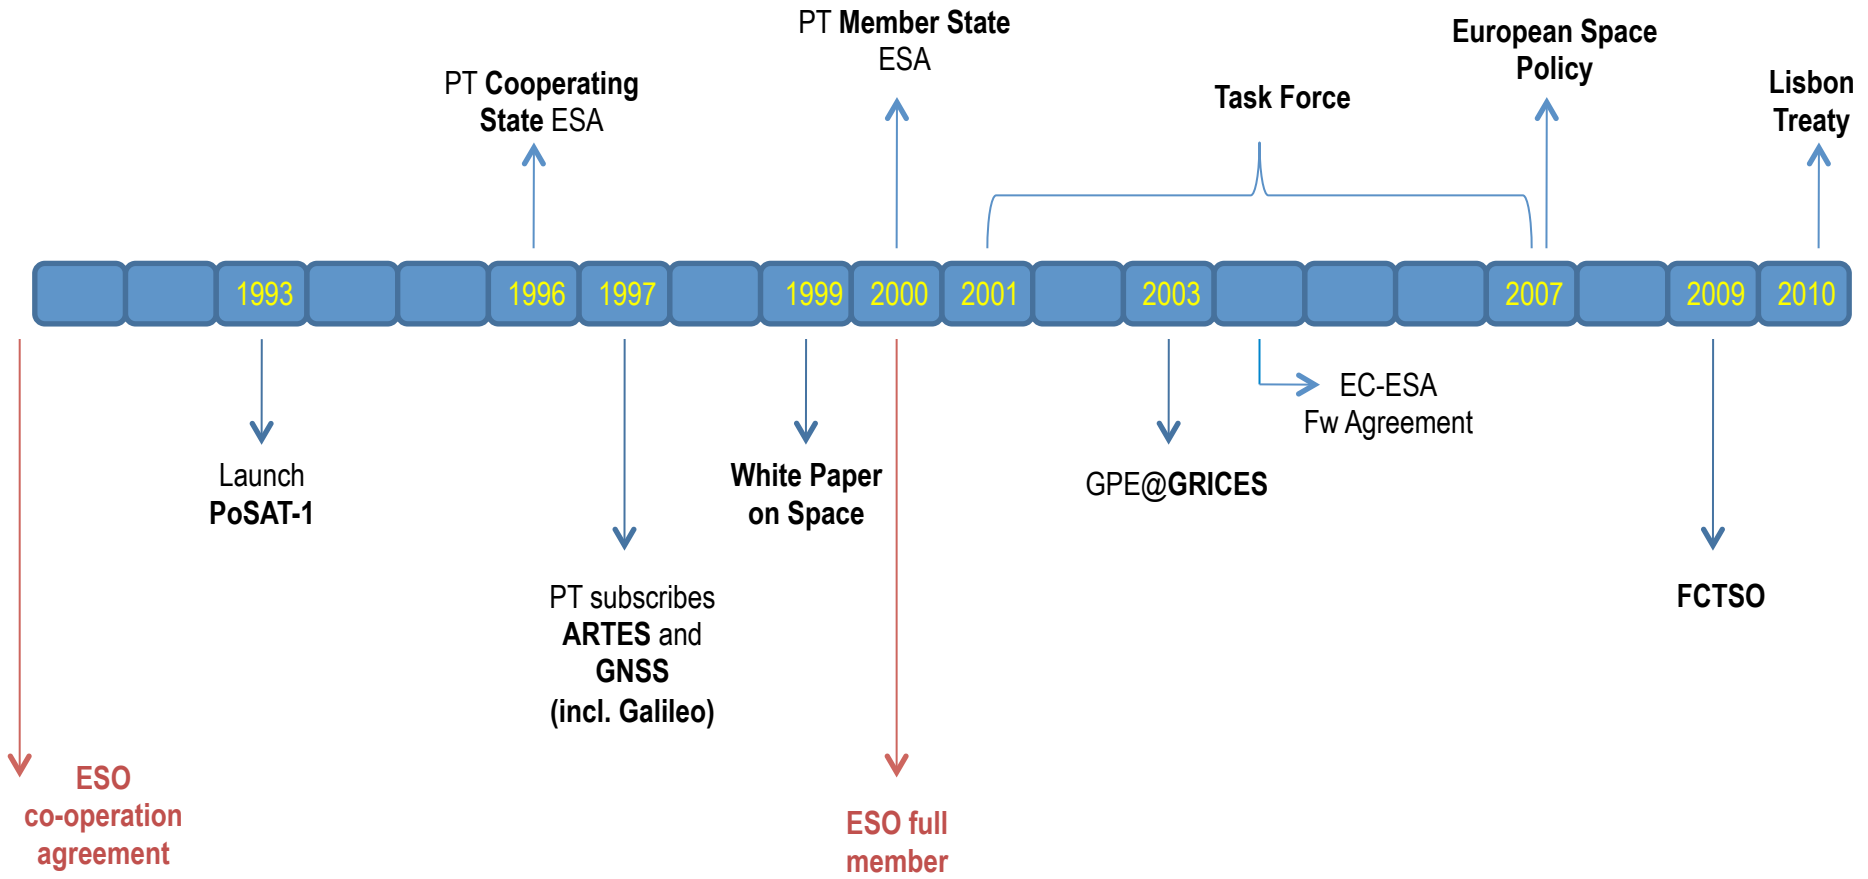 PT Member State
ESA
European Space
Policy
PT Cooperating
State ESA
Task Force
Lisbon
Treaty
1993
1996
1997
1999
2000
2001
2003
2007
2009
2010
Launch
PoSAT-1
PT subscribes
ARTES and
GNSS
(incl. Galileo)
White Paper
on Space
GPE@GRICES
EC-ESA
Fw Agreement
FCTSO
ESO
co-operation
agreement
ESO full
member